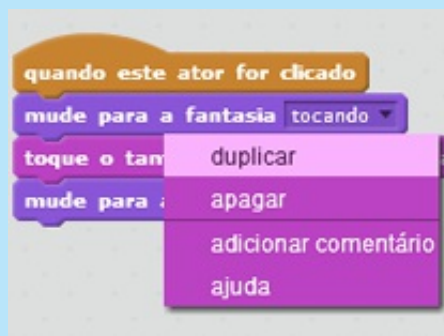 quando este ator for clicado
mude para a fantasia tocando
toque o tam
duplicar
mude para
apagar
adicionar comentário
ajuda